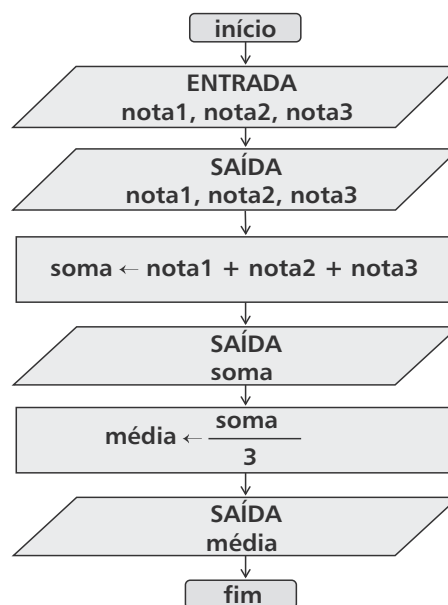 início
ENTRADA
nota1, nota2, nota3
SAÍDA
nota1, nota2, nota3
soma ← nota1 + nota2 + nota3
SAÍDA
soma
média ← soma
3
SAÍDA
média
fim